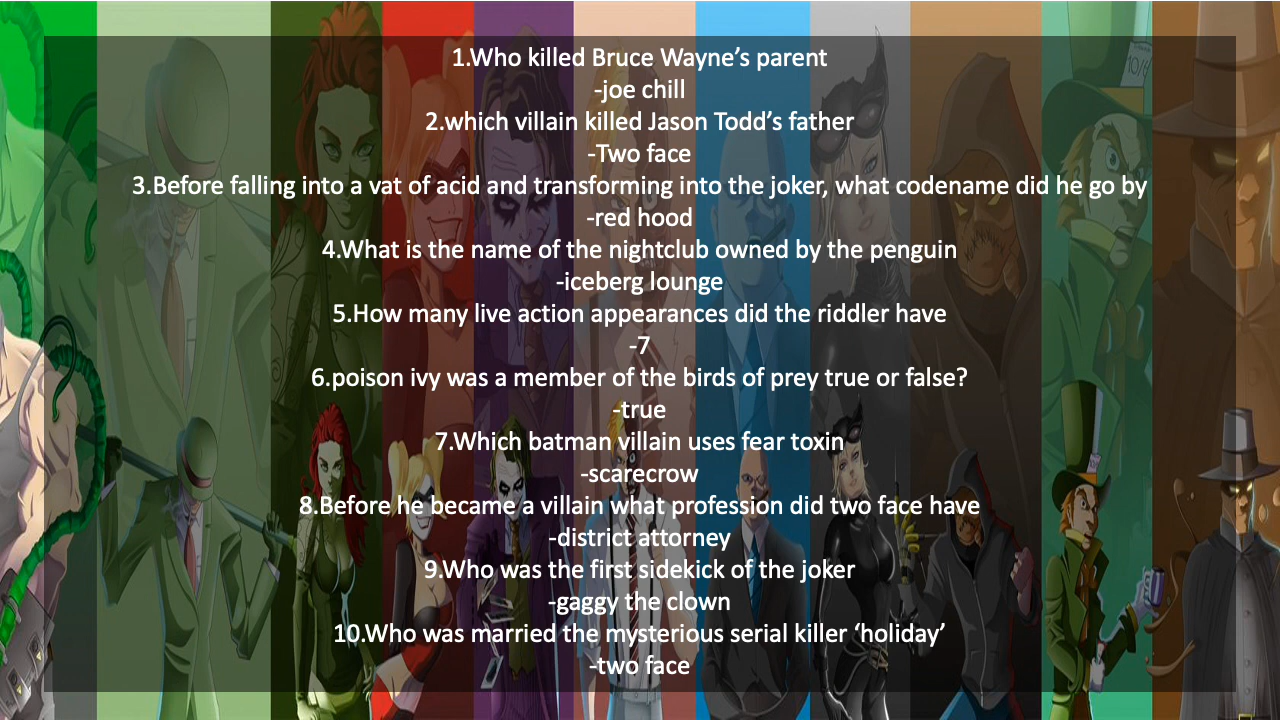 1.Who killed Bruce Wayne’s parent
-joe chill
2.which villain killed Jason Todd’s father
-Two face
3.Before falling into a vat of acid and transforming into the joker, what codename did he go by
-red hood
4.What is the name of the nightclub owned by the penguin
-iceberg lounge
5.How many live action appearances did the riddler have
-7
6.poison ivy was a member of the birds of prey true or false?
-true
7.Which batman villain uses fear toxin
-scarecrow
8.Before he became a villain what profession did two face have
-district attorney
9.Who was the first sidekick of the joker
-gaggy the clown
10.Who was married the mysterious serial killer ‘holiday’
-two face